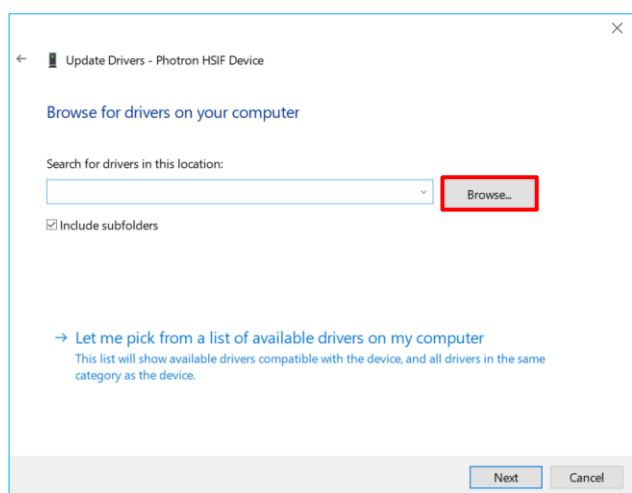 Update Drivers - Photron HSIF Device
Browse for drivers on your computer
Search for drivers in this location:
Browse...
Include subfolders
Let me pick from a list of available drivers on my computer
This list will show available drivers compatible with the device, and all drivers in the same
category as the device.
Next Cancel